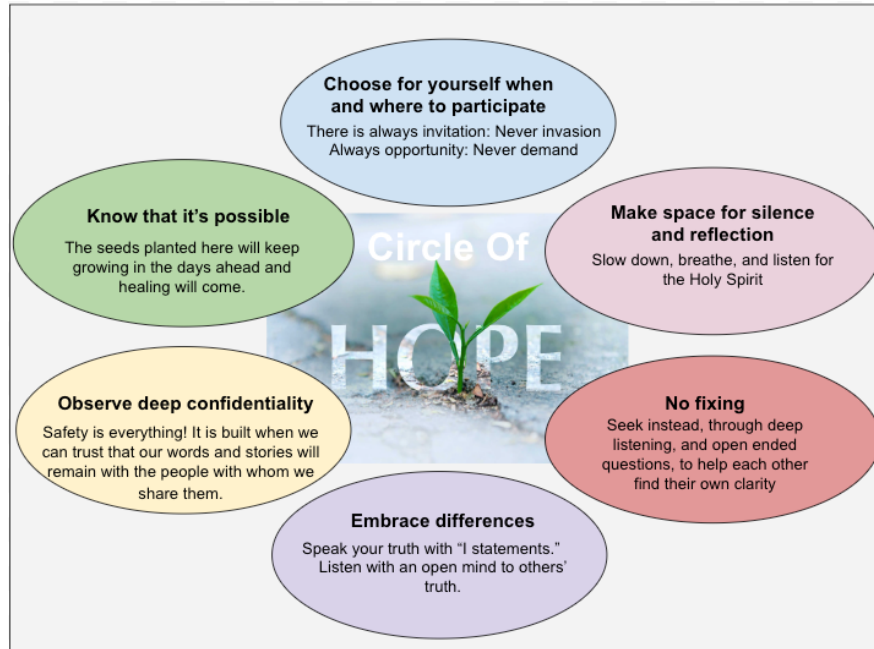 Choose for yourself when
and where to participate
There is always invitation: Never invasion
Always opportunity: Never demand
Make space for silence
and reflection
Slow down, breathe, and listen for
the Holy Spirit
No fixing
Seek instead, through deep
listening, and open ended
questions, to help each other
find their own clarity
Embrace differences
Speak your truth with “I statements.”
Listen with an open mind to others’
truth.
Observe deep confidentiality
Safety is everything! It is built when we
can trust that our words and stories will
remain with the people with whom we
share them.
Know that it’s possible
The seeds planted here will keep
growing in the days ahead and
healing will come.
Circle Of
HOPE